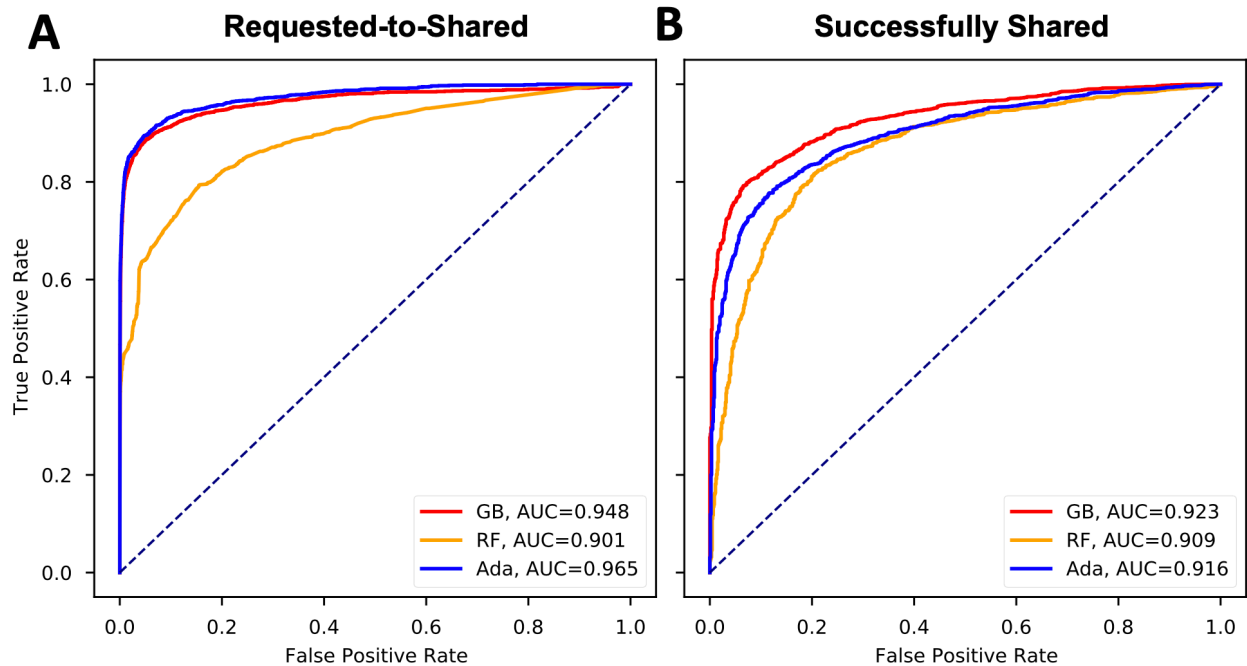 A Requested-to-Shared
B Successfully Shared
True Positive Rate
1.0
0.8
0.6
0.4
0.2
0.0
GB, AUC=0.948
RF, AUC=0.901
Ada, AUC=0.965
0.0 0.2 0.4 0.6 0.8 1.0
False Positive Rate
GB, AUC=0.923
RF, AUC=0.909
Ada, AUC=0.916
0.0 0.2 0.4 0.6 0.8 1.0
False Positive Rate